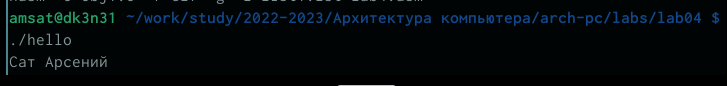 amsat@dk3n31 ~/work/study/2022-2023/Архитектура компьютера/arch-pc/labs/lab04 $
./hello
Сат Арсений